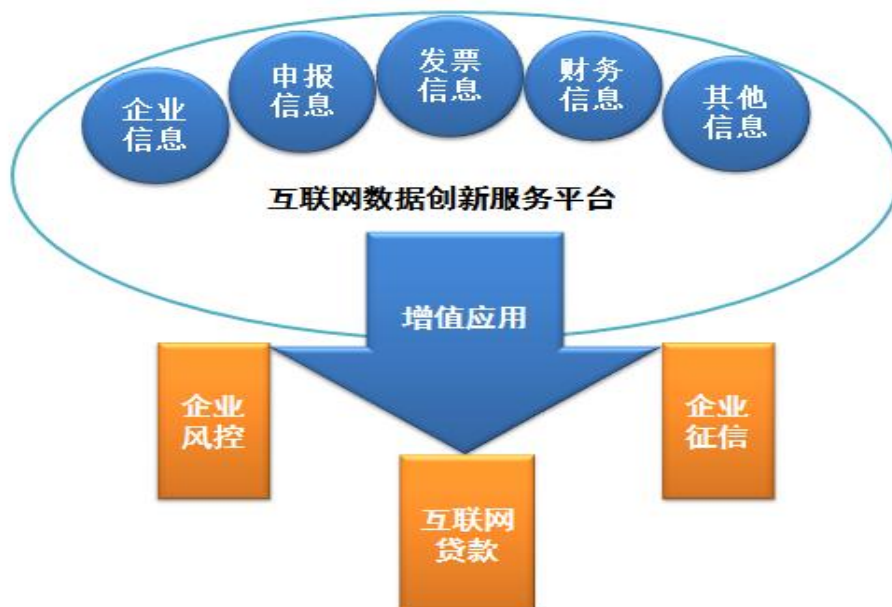 企业
信息
申报
信息
发票
信息
财务
信息
其他
信息
互联网数据创新服务平台
增值应用
企业
风控
互联网
贷款
企业
征信